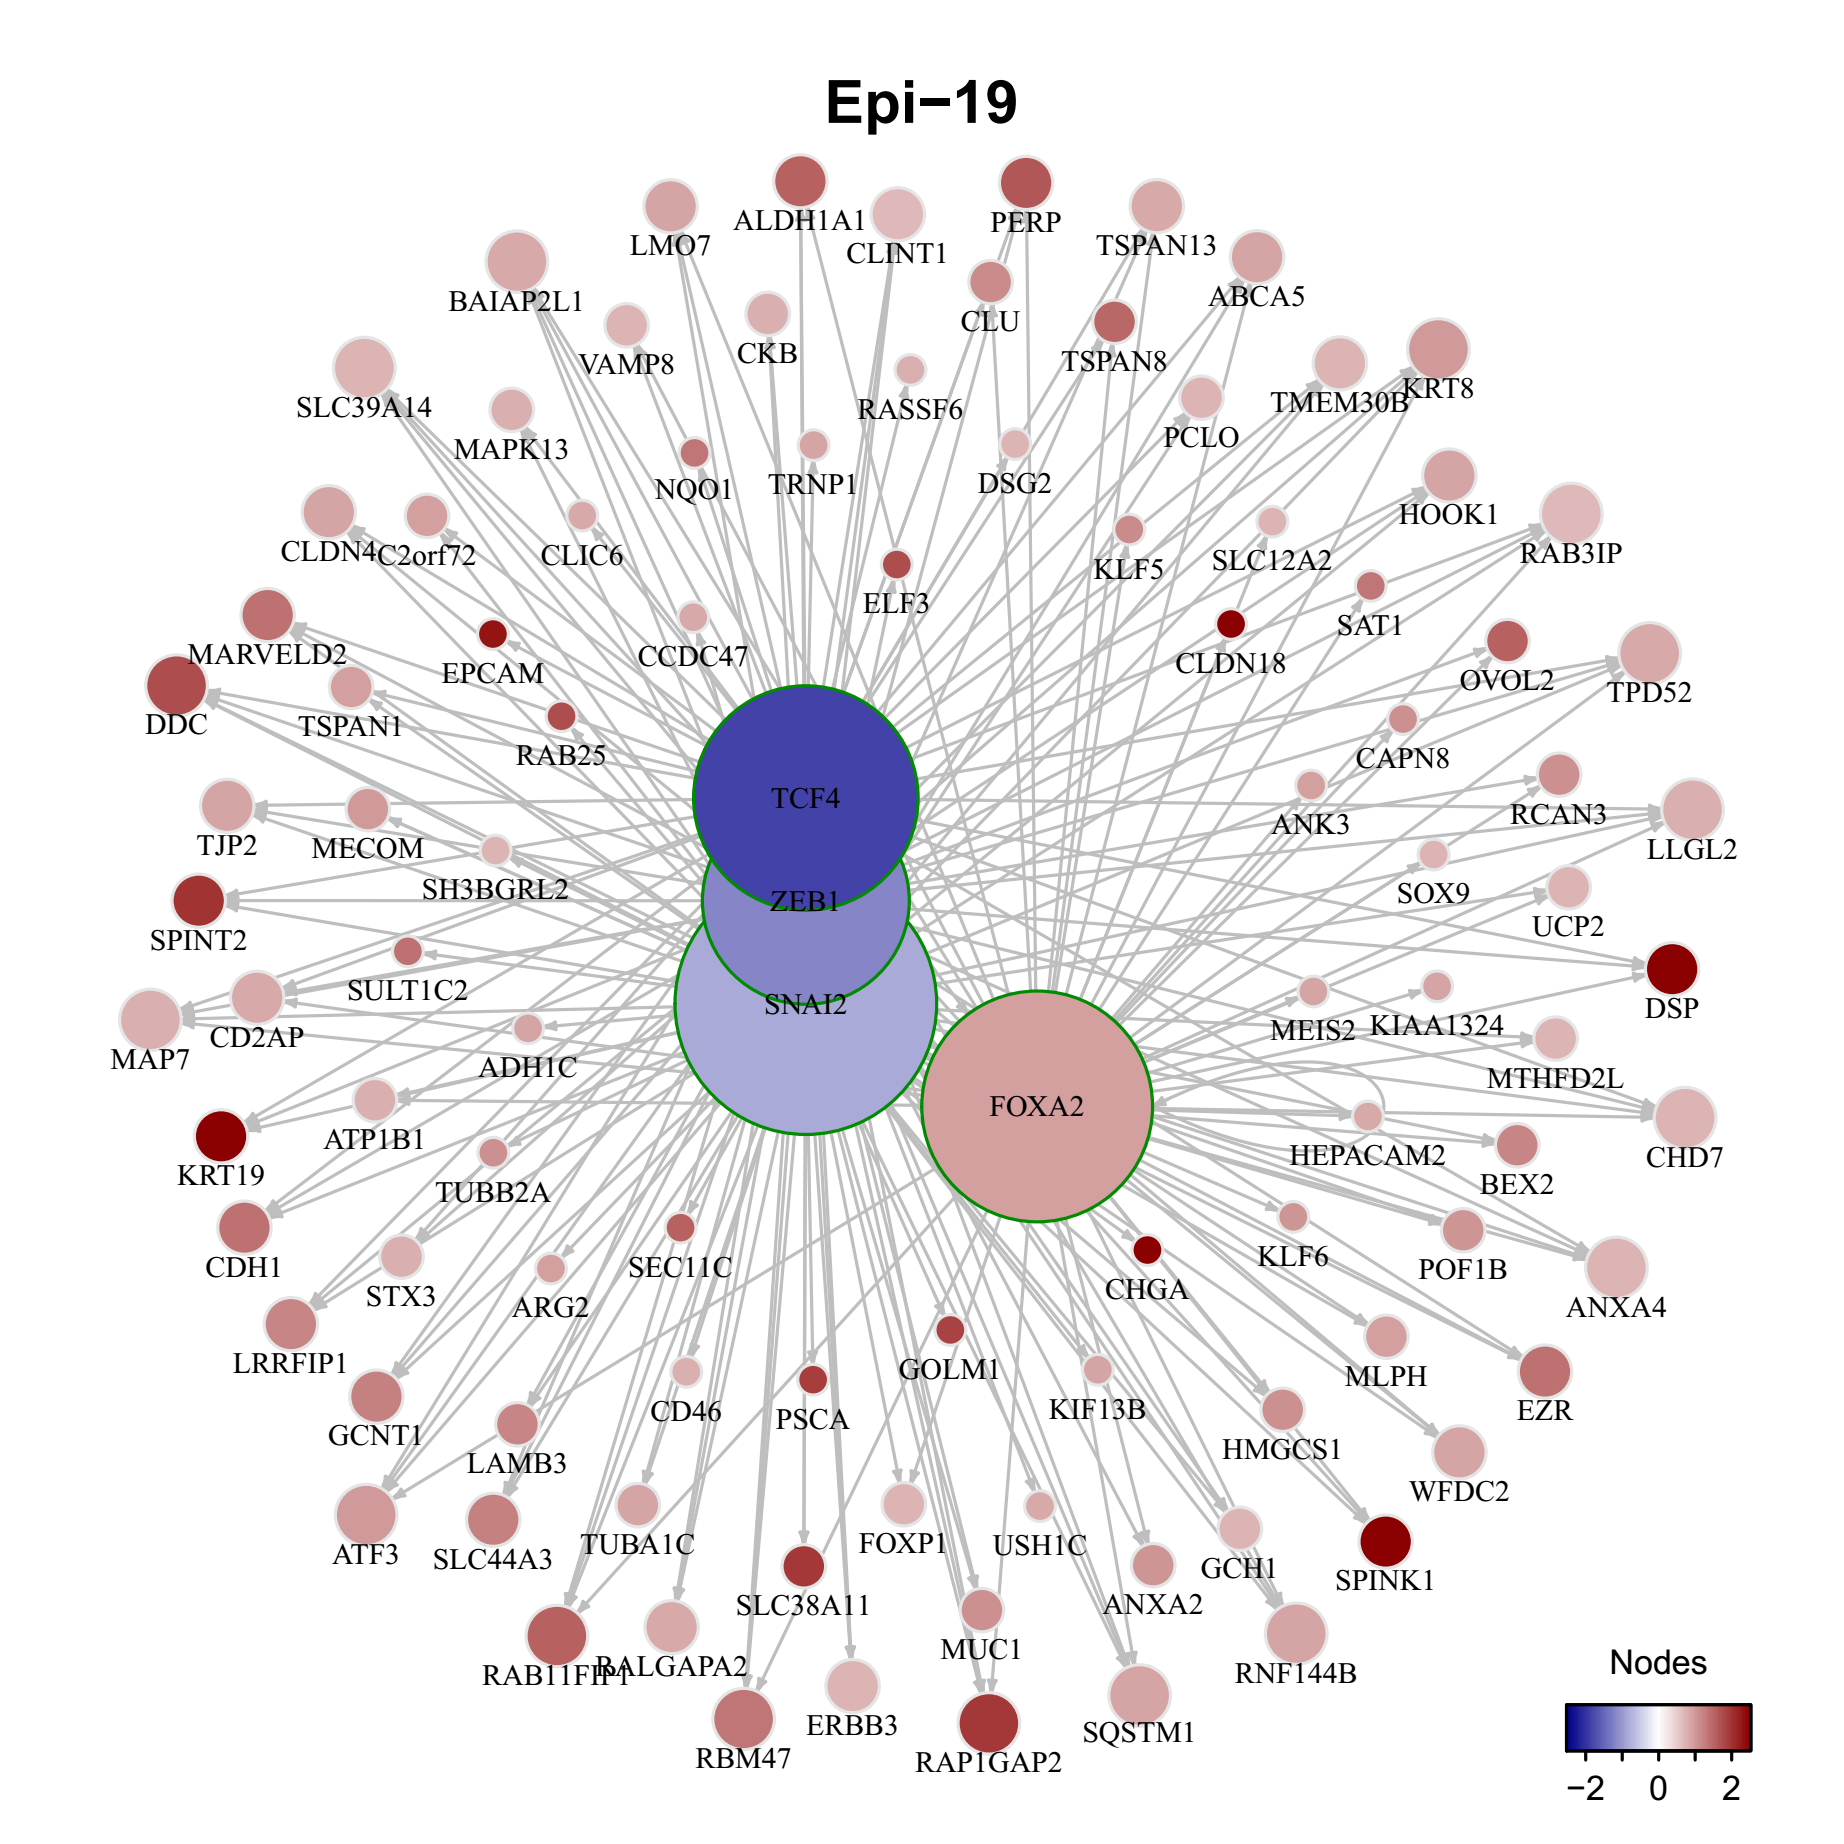 Epi−19
ALDH1A1
PERP
LMO7
CLINT1
TSPAN13
BAIAP2L1
ABCA5
CLU
VAMP8
CKB
TSPAN8
SLC39A14
RASSF6
TMEM30B
KRT8
MAPK13
PCLO
NQO1
TRNP1
DSG2
HOOK1
CLDN4
C2orf72
CLIC6
KLF5
SLC12A2
RAB3IP
ELF3
SAT1
MARVELD2
EPCAM
CCDC47
CLDN18
OVOL2
TPD52
DDC
TSPAN1
RAB25
CAPN8
TCF4
TJP2
MECOM
ANK3
RCAN3
LLGL2
SH3BGRL2
ZEB1
SOX9
UCP2
SPINT2
SULT1C2
SNAI2
DSP
MAP7
CD2AP
MEIS2
KIAA1324
ADH1C
MTHFD2L
FOXA2
ATP1B1
HEPACAM2
CHD7
KRT19
TUBB2A
BEX2
CDH1
STX3
SEC11C
KLF6
POF1B
ARG2
CHGA
ANXA4
LRRFIP1
GOLM1
MLPH
GCNT1
CD46
PSCA
KIF13B
EZR
LAMB3
HMGCS1
WFDC2
ATF3
SLC44A3
TUBA1C
FOXP1
USH1C
GCH1
SPINK1
SLC38A11
ANXA2
MUC1
RAB11FIP1
RALGAPA2
RNF144B
RBM47
ERBB3
RAP1GAP2
SQSTM1
Nodes
−2 0 2